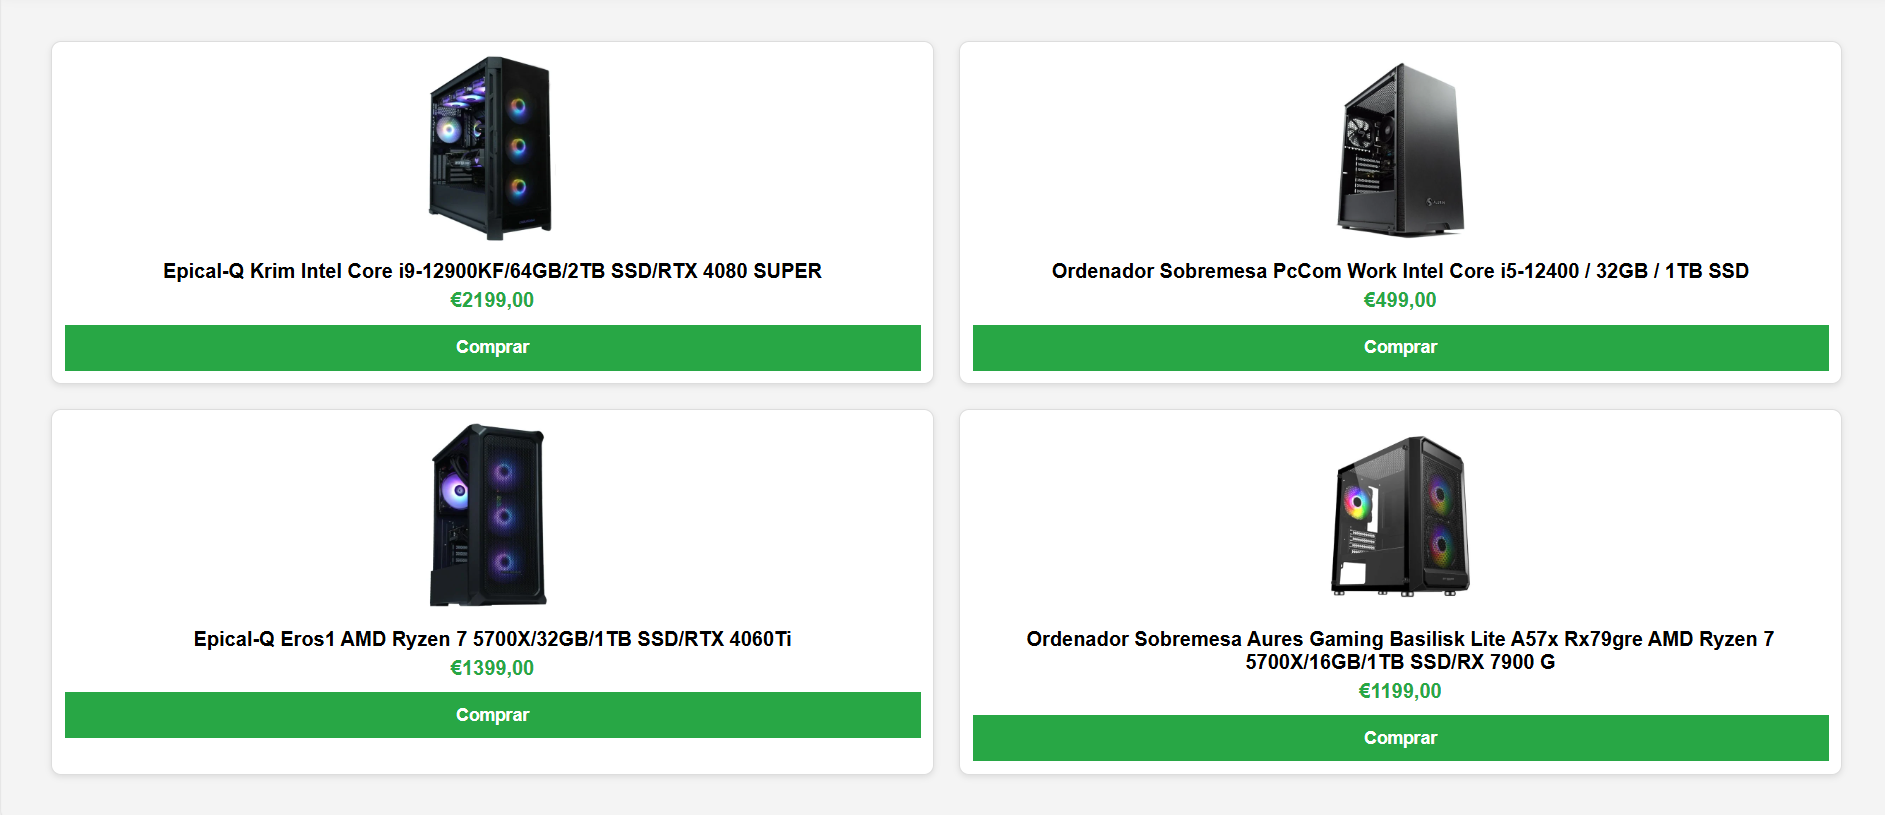 Epical-Q Krim Intel Core i9-12900KF/64GB/2TB SSD/RTX 4080 SUPER
€2199,00
Comprar
Ordenador Sobremesa PcCom Work Intel Core i5-12400 / 32GB / 1TB SSD
€499,00
Comprar
Epical-Q Eros1 AMD Ryzen 7 5700X/32GB/1TB SSD/RTX 4060Ti
€1399,00
Comprar
Ordenador Sobremesa Aures Gaming Basilisk Lite A57x Rx79gre AMD Ryzen 7
5700X/16GB/1TB SSD/RX 7900 G
€1199,00
Comprar